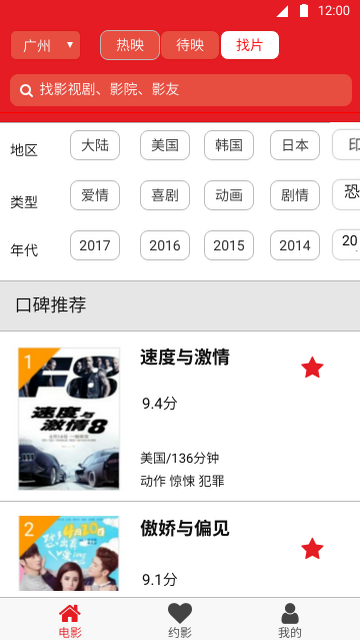 12:00
广州 热映 待映 找片
找影视剧、影院、影友
地区 大陆 美国 韩国 日本 印
类型 爱情 喜剧 动画 剧情 恐
年代 2017 2016 2015 2014 20
口碑推荐
1
速度与激情
F8
速度与
激情8
9.4分
美国/136分钟
动作 惊悚 犯罪
2
傲娇与偏见
9.1分
电影 约影 我的